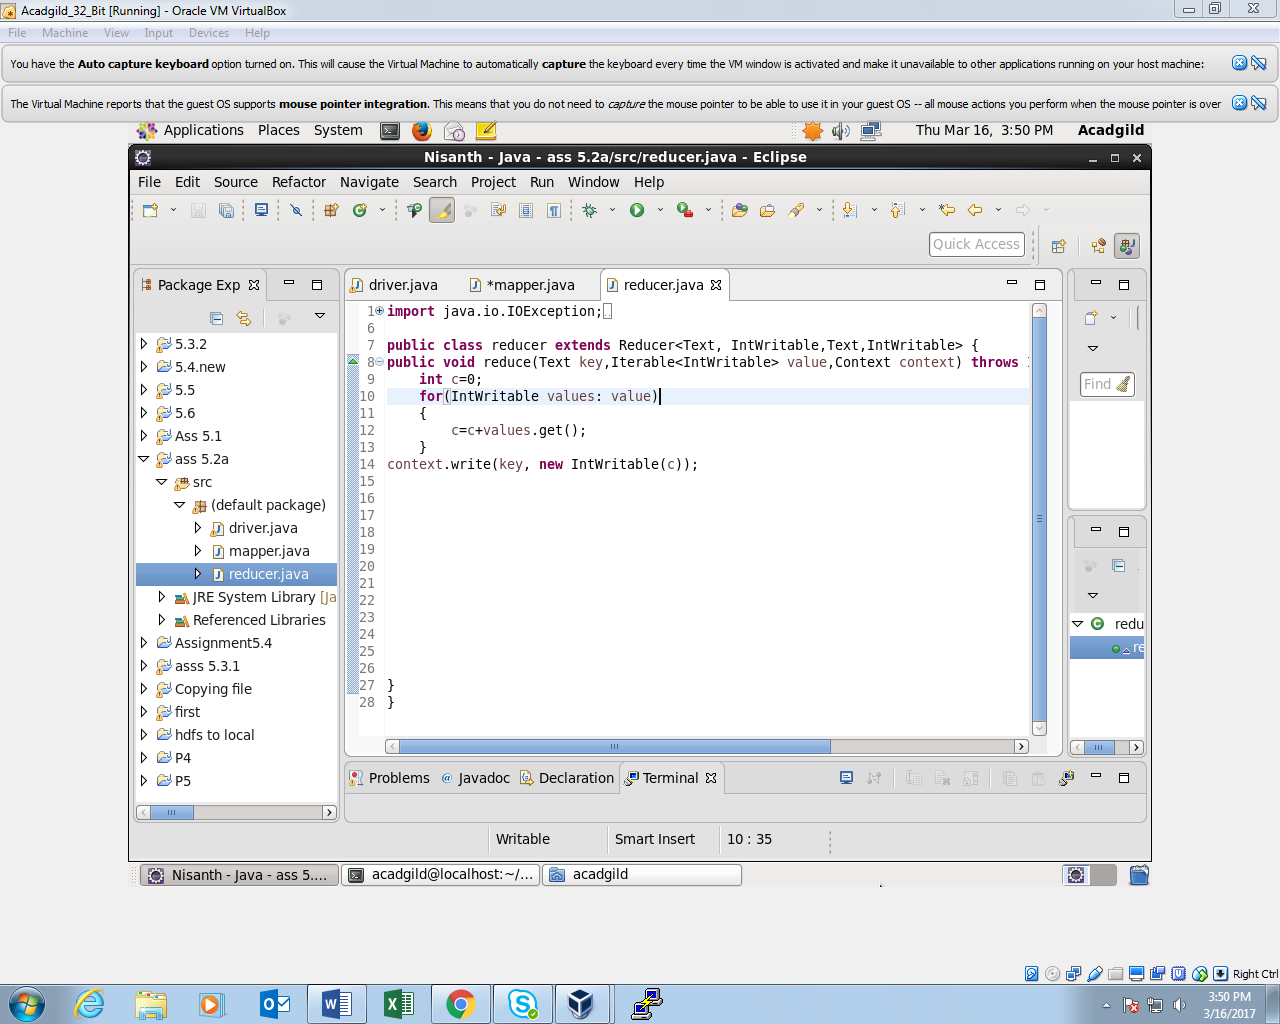 Acadgild_32_Bit [Running] - Oracle VM VirtualBox
File Machine View Input Devices Help
You have the Auto capture keyboard option turned on. This will cause the Virtual Machine to automatically capture the keyboard every time the VM window is activated and make it unavailable to other applications running on your host machine:
The Virtual Machine reports that the guest OS supports mouse pointer integration. This means that you do not need to capture the mouse pointer to be able to use it in your guest OS -- all mouse actions you perform when the mouse pointer is over
Applications Places System Thu Mar 16, 3:50 PM Acadgild
Nisanth - Java - ass 5.2a/src/reducer.java - Eclipse
File Edit Source Refactor Navigate Search Project Run Window Help
Quick Access
Package Exp
driver.java *mapper.java reducer.java
5.3.2
5.4.new
5.5
5.6
Ass 5.1
ass 5.2a
src
(default package)
driver.java
mapper.java
reducer.java
JRE System Library [Ja
Referenced Libraries
Assignment5.4
asss 5.3.1
Copying file
first
hdfs to local
P4
P5
1 import java.io.IOException;
6
7 public class reducer extends Reducer<Text, IntWritable,Text,IntWritable> {
8 public void reduce(Text key,Iterable<IntWritable> value,Context context) throws
9 int c=0;
10 for(IntWritable values: value)
11 {
12 c=c+values.get();
13 }
14 context.write(key, new IntWritable(c));
15
16
17
18
19
20
21
22
23
24
25
26
27 }
28 }
Find
redu
re
Problems Javadoc Declaration Terminal
Writable Smart Insert 10 : 35
Nisanth - Java - ass 5.... acadgild@localhost:~/... acadgild
Right Ctrl
3:50 PM
3/16/2017